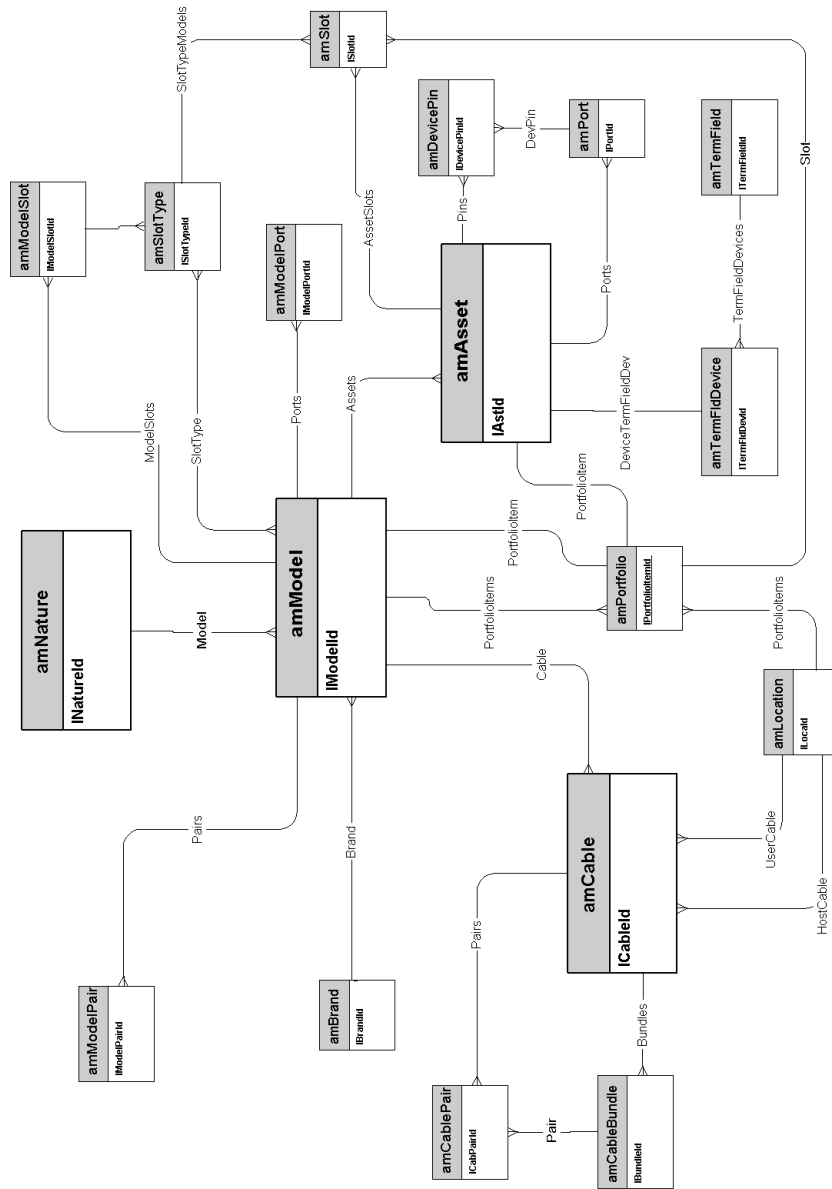 amNature
lNatureId
amModelSlot
lModelSlotId
amModelPair
lModelPairId
ModelSlots
SlotTypeModels
amSlotType
lSlotTypeId
Pairs
Model
SlotType
amModelPort
lModelPortId
amModel
lModelId
Ports
amSlot
lSlotId
amBrand
lBrandId
Brand
Assets
AssetSlots
amCablePair
lCabPairId
Pairs
amAsset
lAstId
Pins
amDevicePin
lDevicePinId
PortfolioItems
PortfolioItem
DevPin
Cable
Pair
PortfolioItem
amPort
lPortId
amCable
lCableId
amCableBundle
lBundleId
Bundles
amPortfolio
lPortfolioItemId
DeviceTermFieldDev
Ports
amTermFldDevice
lTermFldDevId
TermFieldDevices
amTermField
lTermFieldId
UserCable
amLocation
lLocaId
PortfolioItems
HostCable
Slot